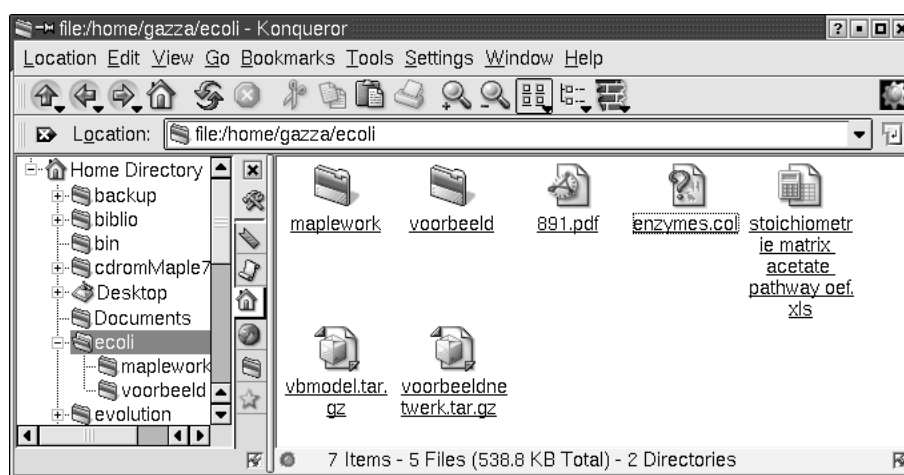 file:/home/gazza/ecoli - Konqueror
Location Edit View Go Bookmarks Tools Settings Window Help
Location: file:/home/gazza/ecoli
Home Directory
backup
biblio
bin
cdromMaple7
Desktop
Documents
ecoli
maplework
voorbeeld
evolution
maplework voorbeeld 891.pdf enzymes.col stoichiometr
ie matrix
acetate
pathway oef.
xls
vbmodel.tar. voorbeeldne
gz twerk.tar.gz
7 Items - 5 Files (538.8 KB Total) - 2 Directories